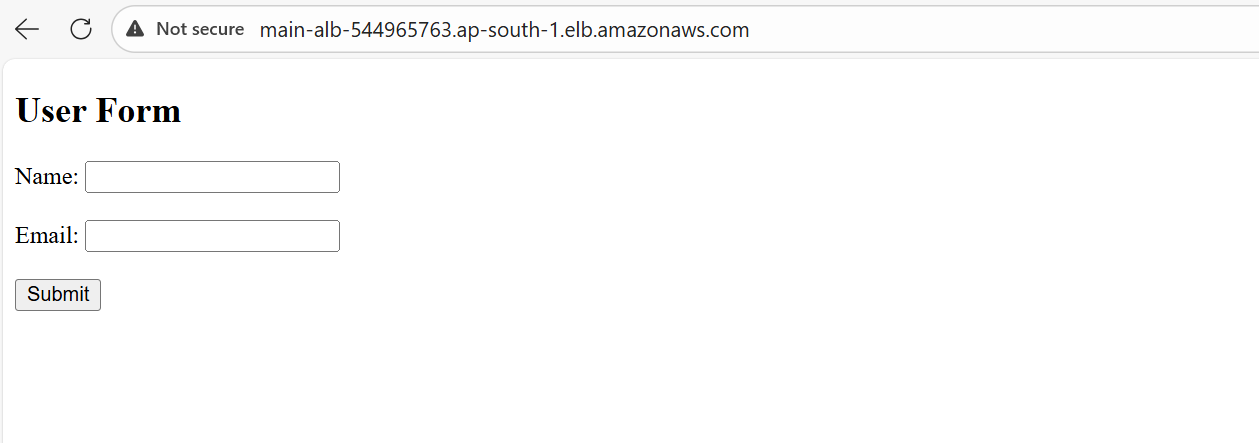 Not secure main-alb-544965763.ap-south-1.elb.amazonaws.com
User Form
Name:
Email:
Submit